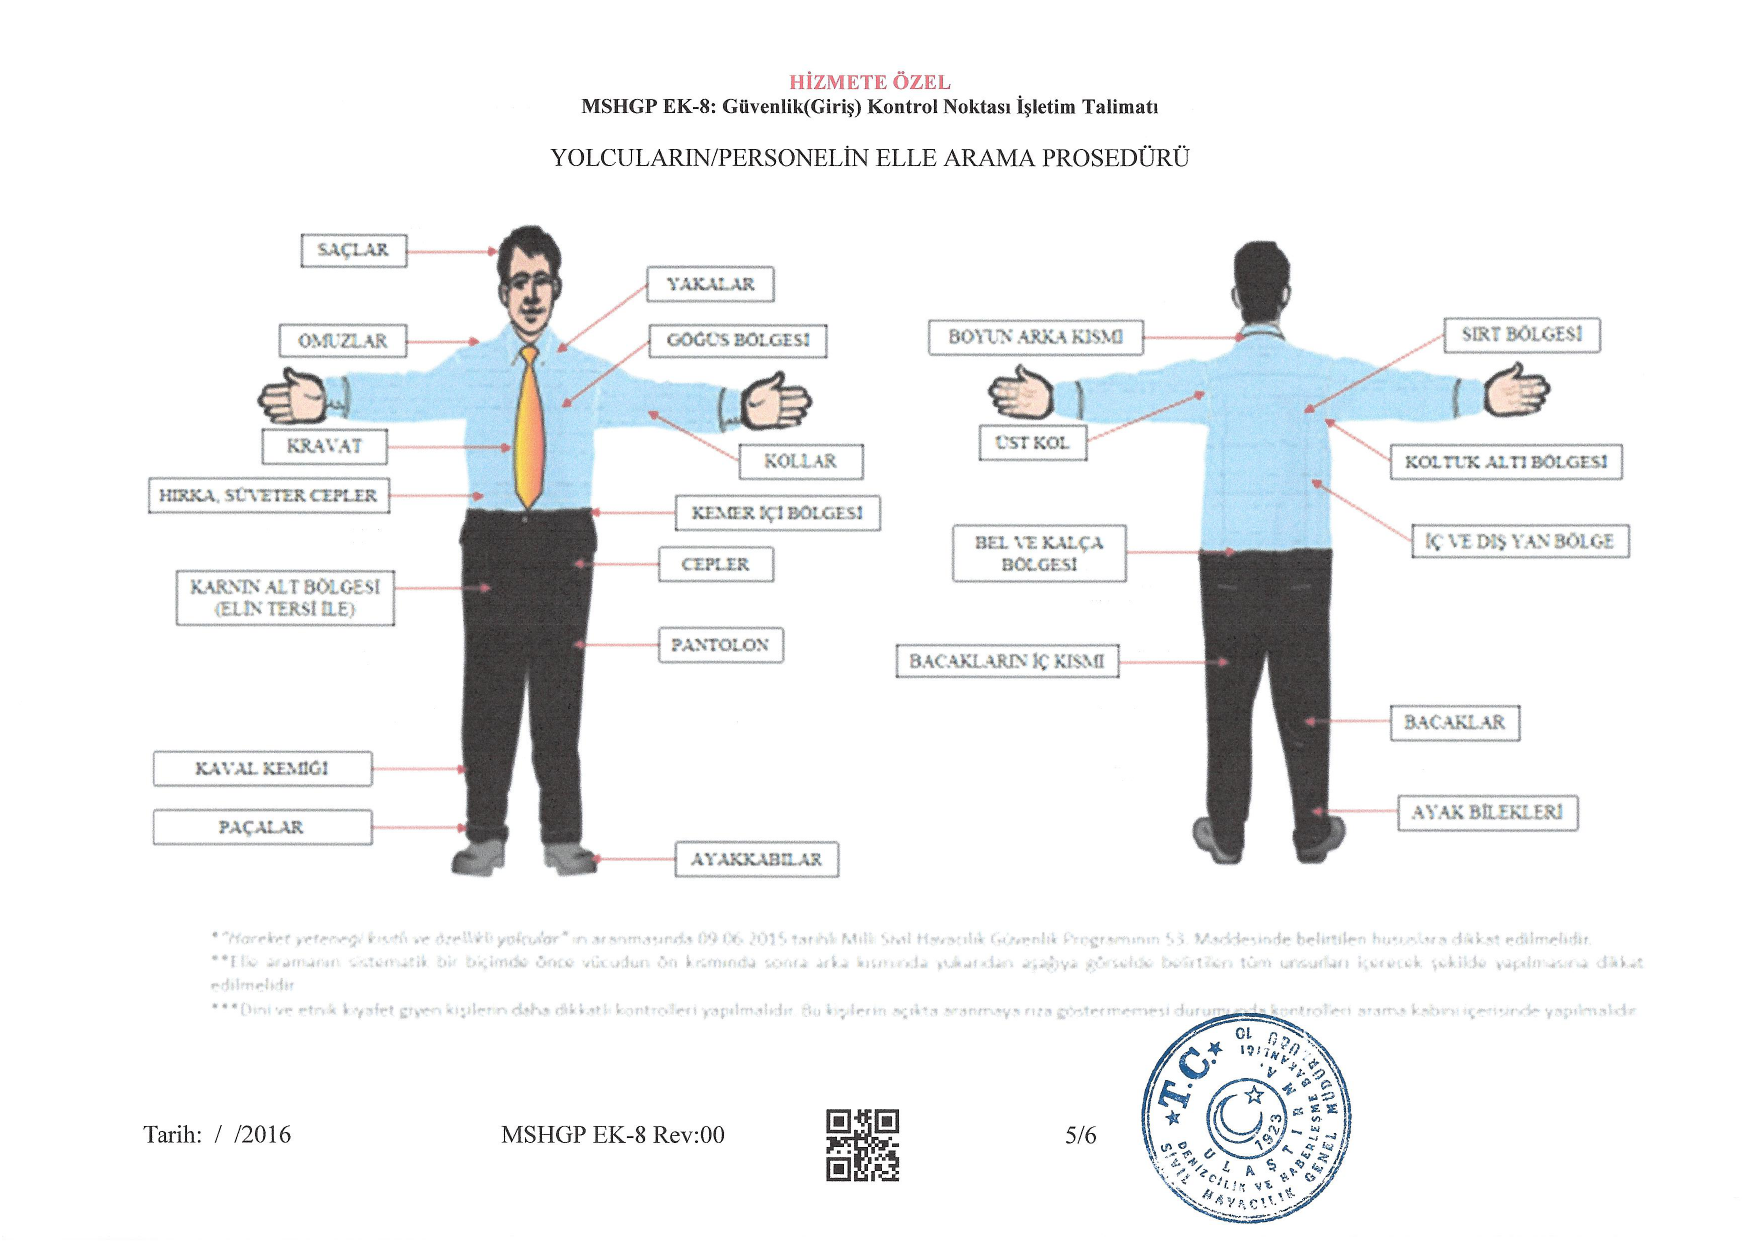 HİZMETE ÖZEL
MSHGP EK-8: Güvenlik(Giriş) Kontrol Noktası İşletim Talimatı
YOLCULARIN/PERSONELİN ELLE ARAMA PROSEDÜRÜ
SAÇLAR
YAKALAR
OMUZLAR
GÖĞÜS BÖLGESİ
KRAVAT
KOLLAR
HIRKA, SÜVETER CEPLER
KEMER İÇİ BÖLGESİ
CEPLER
KARNIN ALT BÖLGESİ
(ELİN TERSİ İLE)
PANTOLON
KAVAL KEMİĞİ
PAÇALAR
AYAKKABILAR
BOYUN ARKA KISMI
SIRT BÖLGESİ
ÜST KOL
KOLTUK ALTI BÖLGESİ
BEL VE KALÇA
BÖLGESİ
İÇ VE DIŞ YAN BÖLGE
BACAKLARIN İÇ KISMI
BACAKLAR
AYAK BİLEKLERİ
*"Hareket yeteneği kısıtlı ve özellikli yolcular"ın aranmasında 09.06.2015 tarihli Milli Sivil Havacılık Güvenlik Programının 53. Maddesinde belirtilen hususlara dikkat edilmelidir.
**Elle aramanın sistematik bir biçimde önce vücudun ön kısmında sonra arka kısmında yukarıdan aşağıya görselde belirtilen tüm unsurları içerecek şekilde yapılmasına dikkat
edilmelidir
***Dini ve etnik kıyafet giyen kişilerin daha dikkatli kontrolleri yapılmalıdır. Bu kişilerin açıkta aranmaya rıza göstermemesi durumunda kontrolleri arama kabini içerisinde yapılmalıdır
Tarih: / /2016
MSHGP EK-8 Rev:00
5/6
T.C.
ULAŞTIRMA
DENİZCİLİK VE HABERLEŞME BAKANLIĞI
SİVİL HAVACILIK GENEL MÜDÜRLÜĞÜ 10
1923